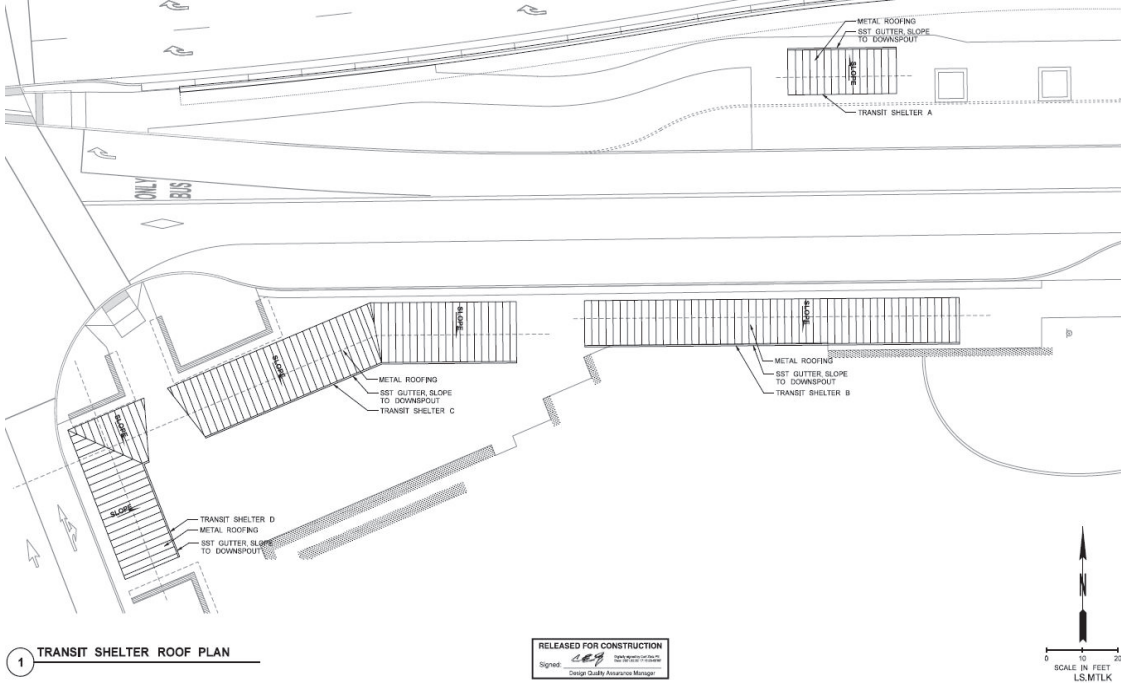 METAL ROOFING
SST GUTTER, SLOPE
TO DOWNSPOUT
SLOPE
TRANSIT SHELTER A
ONLY
BUS
SLOPE
SLOPE
SLOPE
METAL ROOFING
SST GUTTER, SLOPE
TO DOWNSPOUT
TRANSIT SHELTER B
METAL ROOFING
SST GUTTER, SLOPE
TO DOWNSPOUT
TRANSIT SHELTER C
SLOPE
SLOPE
TRANSIT SHELTER D
METAL ROOFING
SST GUTTER, SLOPE
TO DOWNSPOUT
N
1 TRANSIT SHELTER ROOF PLAN
RELEASED FOR CONSTRUCTION
Signed:
Design Quality Assurance Manager
0 10 20
SCALE IN FEET
LS,MTLK